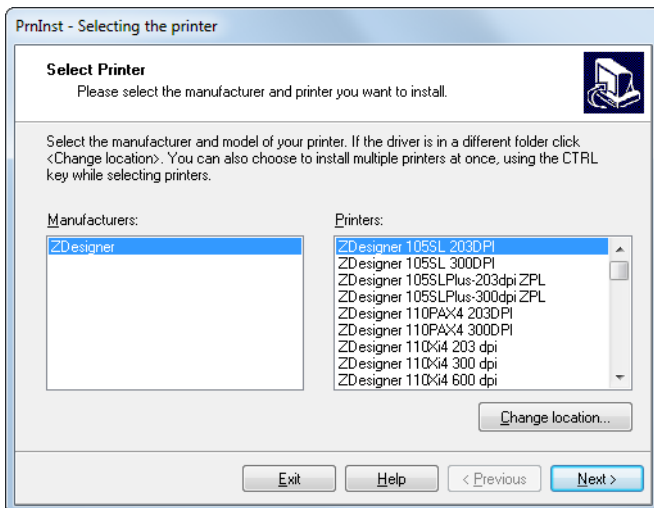 PrnInst - Selecting the printer
Select Printer
Please select the manufacturer and printer you want to install.
Select the manufacturer and model of your printer. If the driver is in a different folder click
<Change location>. You can also choose to install multiple printers at once, using the CTRL
key while selecting printers.
Manufacturers:
ZDesigner
Printers:
ZDesigner 105SL 203DPI
ZDesigner 105SL 300DPI
ZDesigner 105SLPlus-203dpi ZPL
ZDesigner 105SLPlus-300dpi ZPL
ZDesigner 110PAX4 203DPI
ZDesigner 110PAX4 300DPI
ZDesigner 110Xi4 203 dpi
ZDesigner 110Xi4 300 dpi
ZDesigner 110Xi4 600 dpi
Change location...
Exit
Help
< Previous
Next >